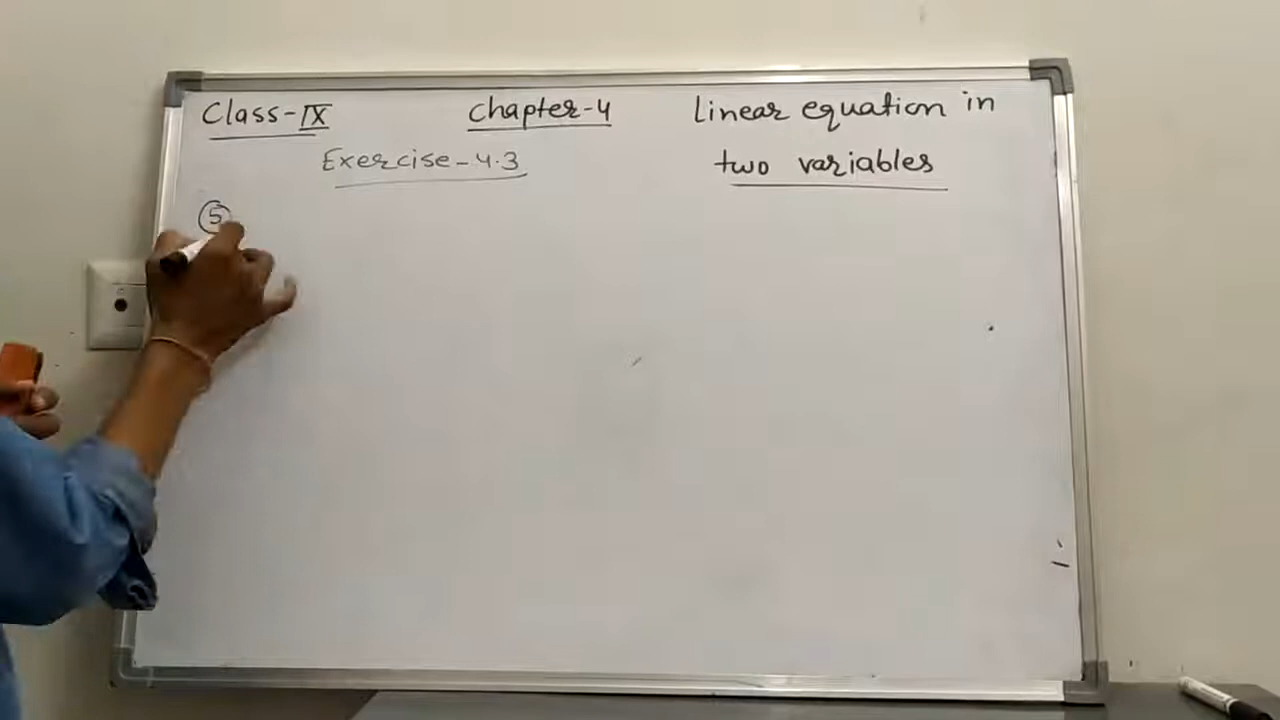 Class-IX Chapter-4 Linear equation in
Exercise-4.3 two variables
5